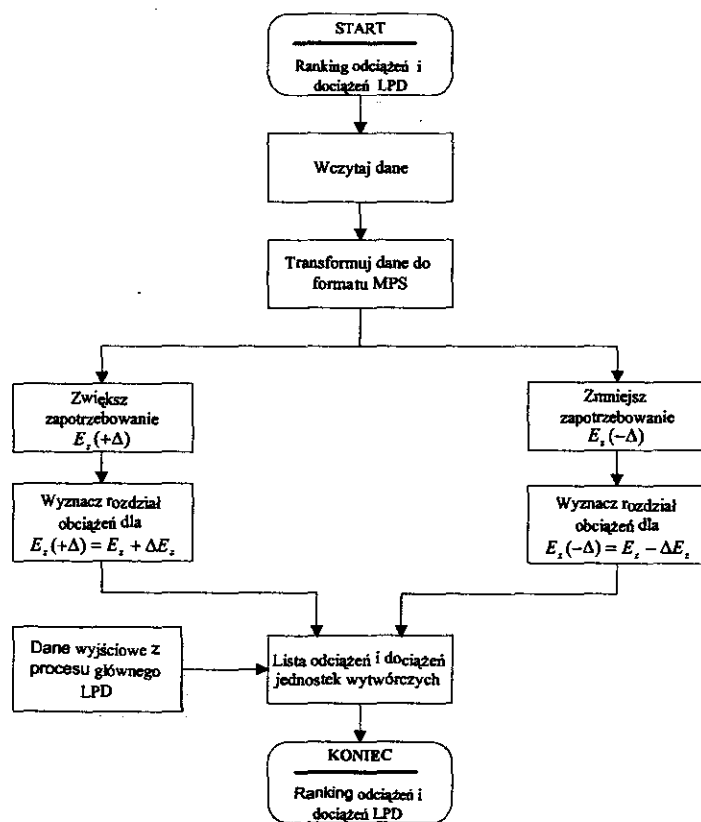 START
Ranking odciążeń i
dociążeń LPD
Wczytaj dane
Transformuj dane do
formatu MPS
Zwiększ
zapotrzebowanie
E_z(+Δ)
Zmniejsz
zapotrzebowanie
E_z(−Δ)
Wyznacz rozdział
obciążeń dla
E_z(+Δ) = E_z + ΔE_z
Wyznacz rozdział
obciążeń dla
E_z(−Δ) = E_z − ΔE_z
Dane wyjściowe z
procesu głównego
LPD
Lista odciążeń i dociążeń
jednostek wytwórczych
KONIEC
Ranking odciążeń i
dociążeń LPD